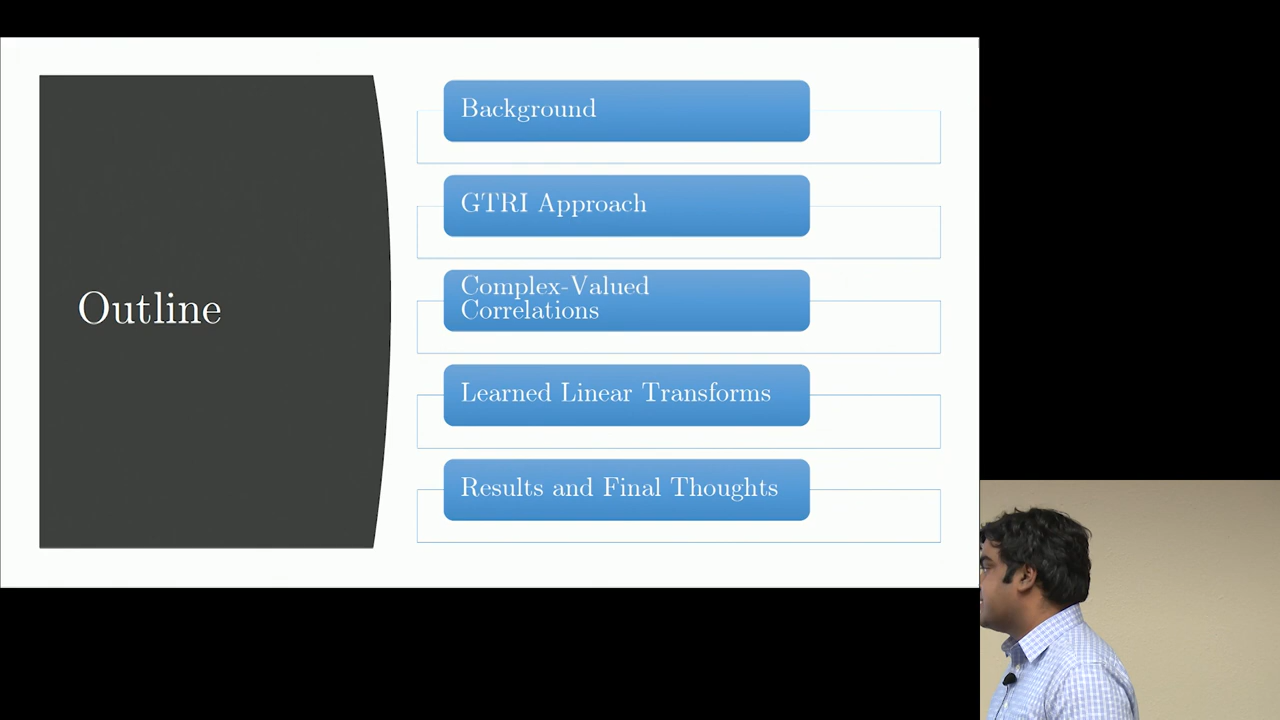 Outline
Background
GTRI Approach
Complex-Valued
Correlations
Learned Linear Transforms
Results and Final Thoughts